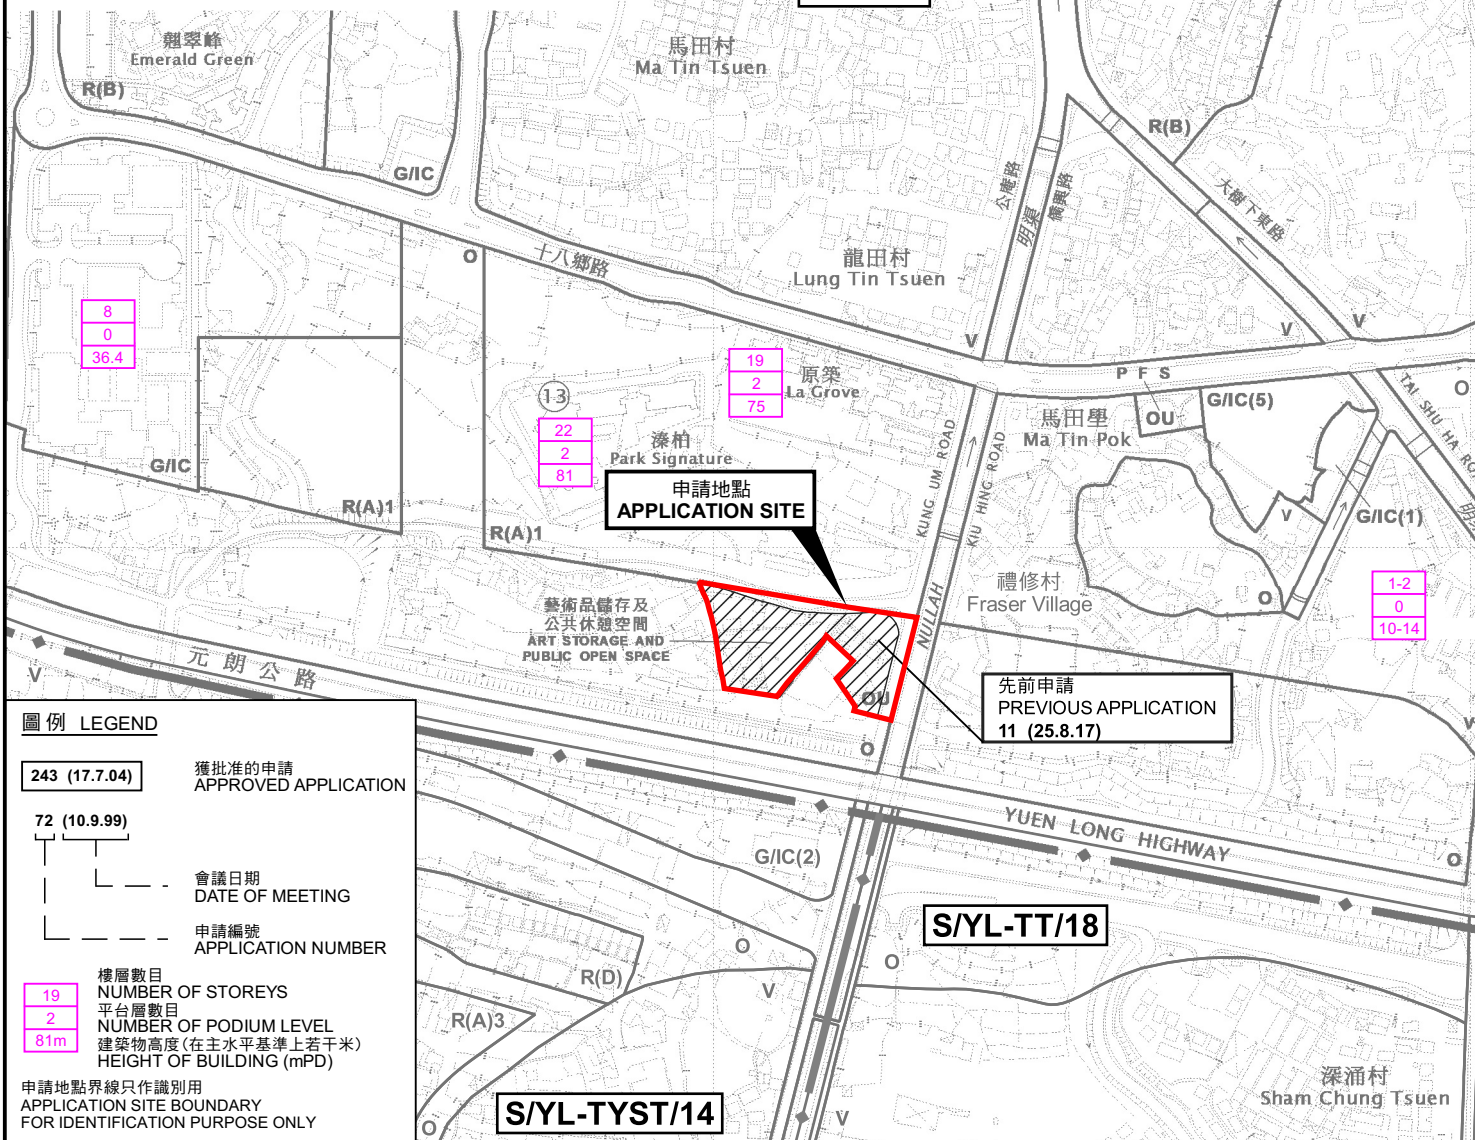 翹翠峰
Emerald Green
R(B)
馬田村
Ma Tin Tsuen
R(B)
G/IC
公庵路
明渠
僑興路
大樹下東路
O
十八鄉路
龍田村
Lung Tin Tsuen
V
V
V
8
0
36.4
19
2
75
原築
La Grove
P F S
OU
G/IC(5)
O
TAI SHU HA RO
13
22
2
81
溱柏
Park Signature
馬田壆
Ma Tin Pok
KUNG UM ROAD
KIU HING ROAD
G/IC
R(A)1
R(A)1
申請地點
APPLICATION SITE
V
G/IC(1)
明
禮修村
Fraser Village
NULLAH
O
1-2
0
10-14
藝術品儲存及
公共休憩空間
ART STORAGE AND
PUBLIC OPEN SPACE
元朗公路
V
OU
先前申請
PREVIOUS APPLICATION
11 (25.8.17)
V
O
圖例 LEGEND
243 (17.7.04)
獲批准的申請
APPROVED APPLICATION
72 (10.9.99)
會議日期
DATE OF MEETING
申請編號
APPLICATION NUMBER
19
2
81m
樓層數目
NUMBER OF STOREYS
平台層數目
NUMBER OF PODIUM LEVEL
建築物高度(在主水平基準上若干米)
HEIGHT OF BUILDING (mPD)
申請地點界線只作識別用
APPLICATION SITE BOUNDARY
FOR IDENTIFICATION PURPOSE ONLY
YUEN LONG HIGHWAY
G/IC(2)
O
S/YL-TT/18
O
O
R(D)
V
R(A)3
S/YL-TYST/14
O
V
深涌村
Sham Chung Tsuen